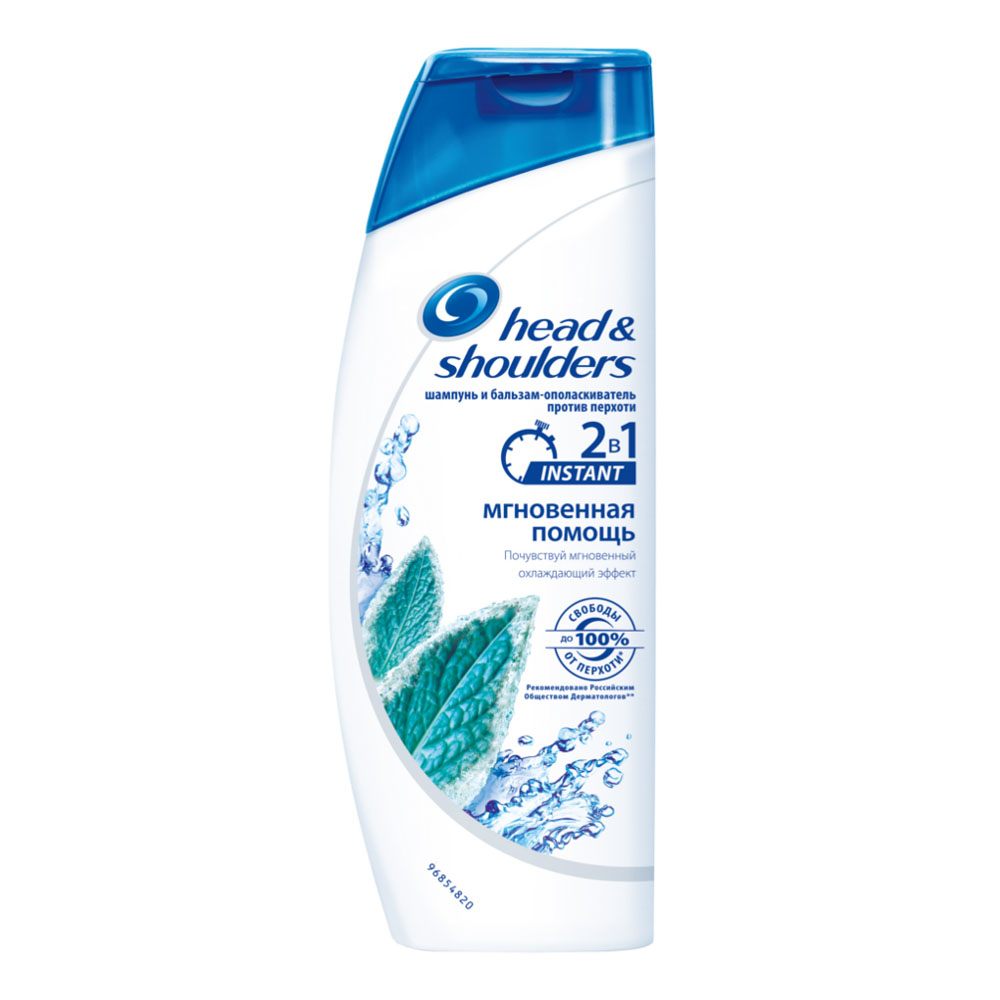 head &
shoulders
шампунь и бальзам-ополаскиватель
против перхоти
2в1
INSTANT
мгновенная
помощь
Почувствуй мгновенный
охлаждающий эффект
СВОБОДЫ
ДО 100%
ОТ ПЕРХОТИ*
Рекомендовано Российским
Обществом Дерматологов**
96854820